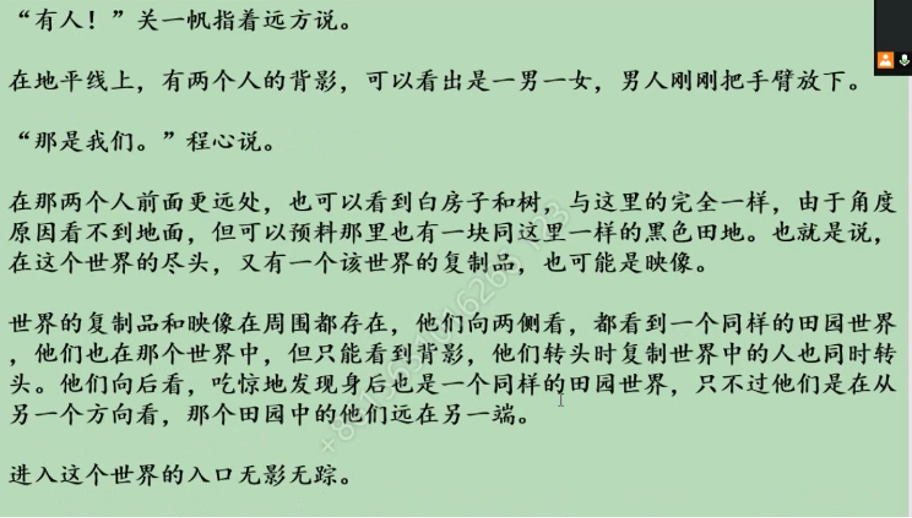 “有人！”关一帆指着远方说。
在地平线上，有两个人的背影，可以看出是一男一女，男人刚刚把手臂放下。
“那是我们。”程心说。
在那两个人前面更远处，也可以看到白房子和树，与这里的完全一样，由于角度
原因看不到地面，但可以预料那里也有一块同这里一样的黑色田地。也就是说，
在这个世界的尽头，又有一个该世界的复制品，也可能是映像。
世界的复制品和映像在周围都存在，他们向两侧看，都看到一个同样的田园世界
，他们也在那个世界中，但只能看到背影，他们转头时复制世界中的人也同时转
头。他们向后看，吃惊地发现身后也是一个同样的田园世界，只不过他们是在从
另一个方向看，那个田园中的他们远在另一端。
进入这个世界的入口无影无踪。